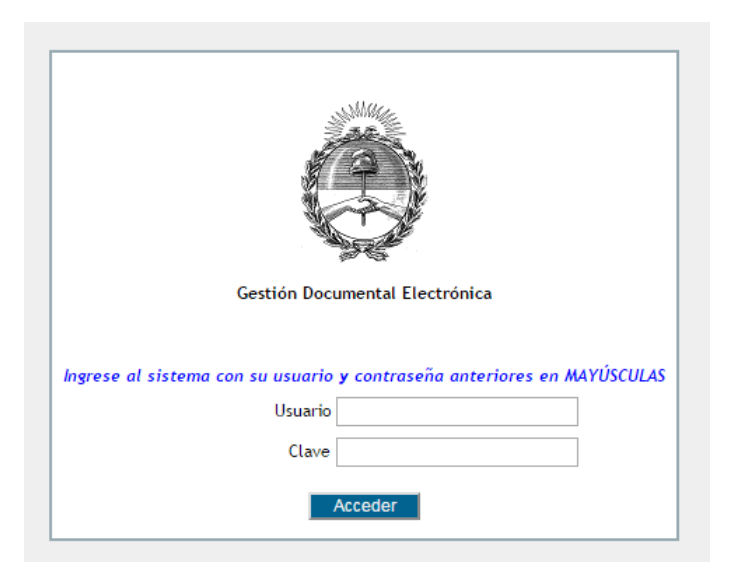 Gestión Documental Electrónica
Ingrese al sistema con su usuario y contraseña anteriores en MAYÚSCULAS
Usuario
Clave
Acceder